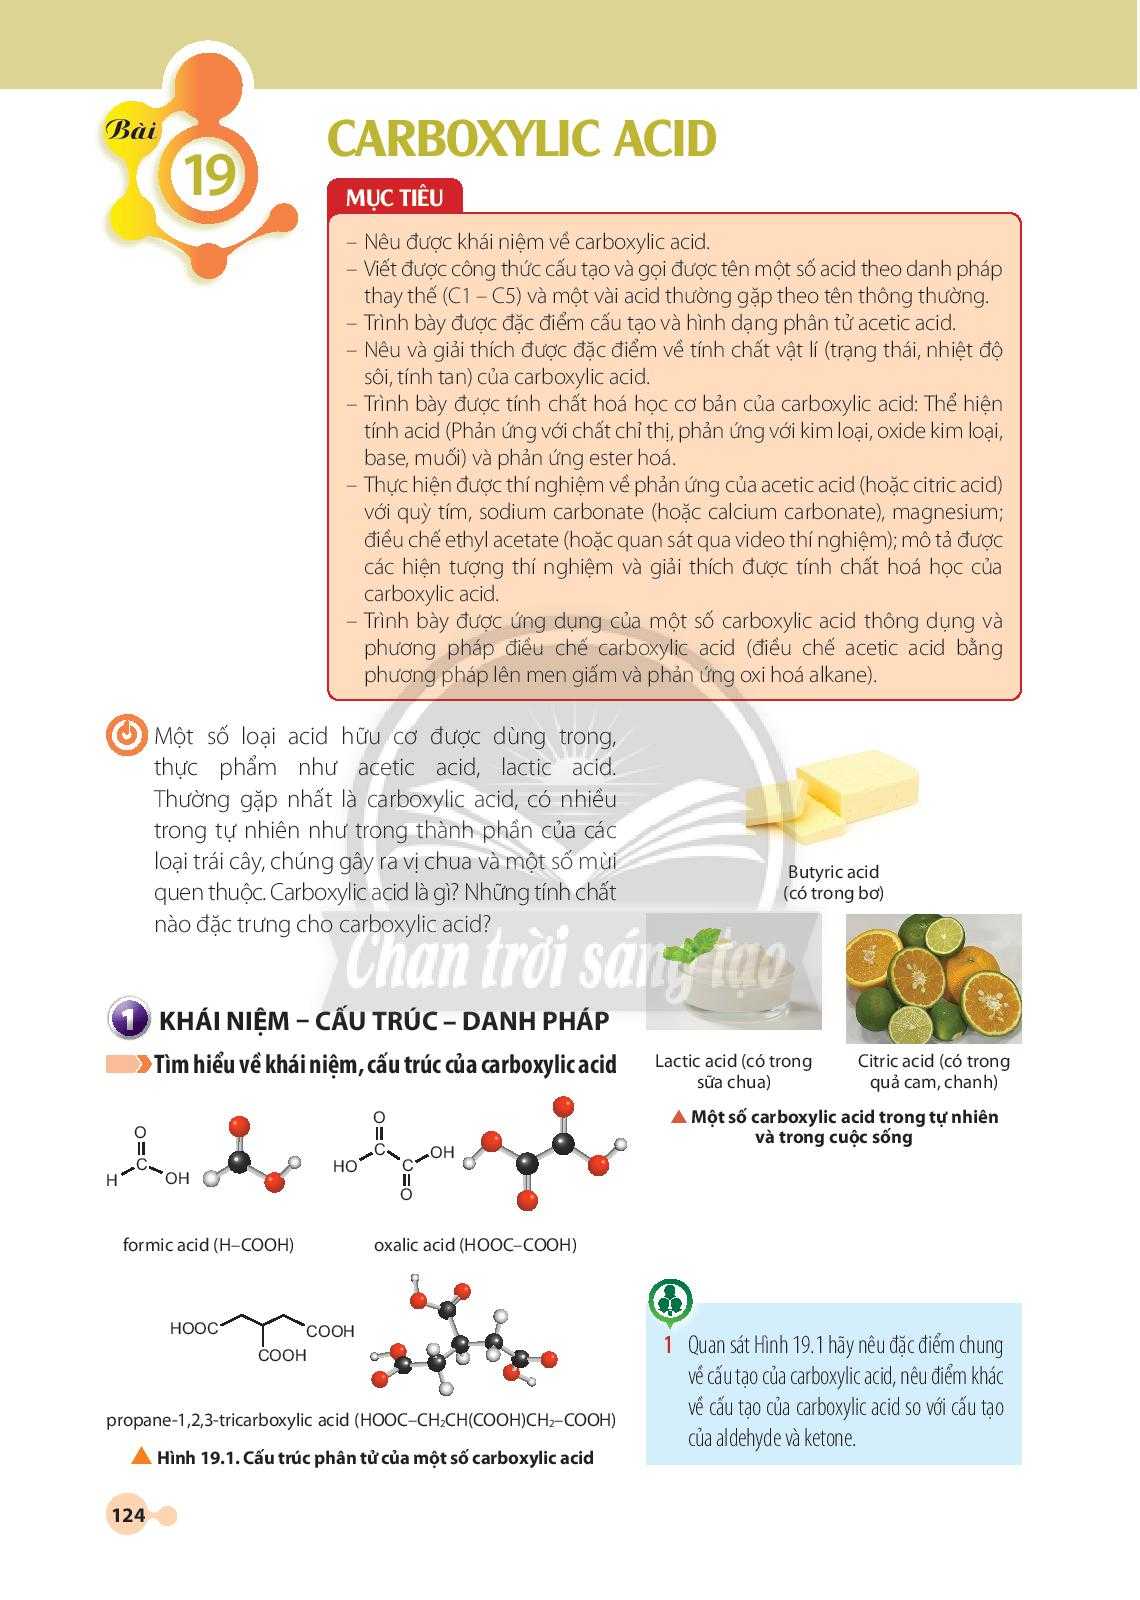 Bài
19
CARBOXYLIC ACID
MỤC TIÊU
– Nêu được khái niệm về carboxylic acid.
– Viết được công thức cấu tạo và gọi được tên một số acid theo danh pháp
thay thế (C1 – C5) và một vài acid thường gặp theo tên thông thường.
– Trình bày được đặc điểm cấu tạo và hình dạng phân tử acetic acid.
– Nêu và giải thích được đặc điểm về tính chất vật lí (trạng thái, nhiệt độ
sôi, tính tan) của carboxylic acid.
– Trình bày được tính chất hoá học cơ bản của carboxylic acid: Thể hiện
tính acid (Phản ứng với chất chỉ thị, phản ứng với kim loại, oxide kim loại,
base, muối) và phản ứng ester hoá.
– Thực hiện được thí nghiệm về phản ứng của acetic acid (hoặc citric acid)
với quỳ tím, sodium carbonate (hoặc calcium carbonate), magnesium;
điều chế ethyl acetate (hoặc quan sát qua video thí nghiệm); mô tả được
các hiện tượng thí nghiệm và giải thích được tính chất hoá học của
carboxylic acid.
– Trình bày được ứng dụng của một số carboxylic acid thông dụng và
phương pháp điều chế carboxylic acid (điều chế acetic acid bằng
phương pháp lên men giấm và phản ứng oxi hoá alkane).
Một số loại acid hữu cơ được dùng trong,
thực phẩm như acetic acid, lactic acid.
Thường gặp nhất là carboxylic acid, có nhiều
trong tự nhiên như trong thành phần của các
loại trái cây, chúng gây ra vị chua và một số mùi
quen thuộc. Carboxylic acid là gì? Những tính chất
nào đặc trưng cho carboxylic acid?
Butyric acid
(có trong bơ)
Chân trời sáng tạo
Lactic acid (có trong
sữa chua)
Citric acid (có trong
quả cam, chanh)
▲ Một số carboxylic acid trong tự nhiên
và trong cuộc sống
1 KHÁI NIỆM – CẤU TRÚC – DANH PHÁP
Tìm hiểu về khái niệm, cấu trúc của carboxylic acid
O
C
H
OH
O
C
HO
OH
C
O
formic acid (H–COOH)
oxalic acid (HOOC–COOH)
HOOC
COOH
COOH
propane-1,2,3-tricarboxylic acid (HOOC–CH₂CH(COOH)CH₂–COOH)
▲ Hình 19.1. Cấu trúc phân tử của một số carboxylic acid
1 Quan sát Hình 19.1 hãy nêu đặc điểm chung
về cấu tạo của carboxylic acid, nêu điểm khác
về cấu tạo của carboxylic acid so với cấu tạo
của aldehyde và ketone.
124